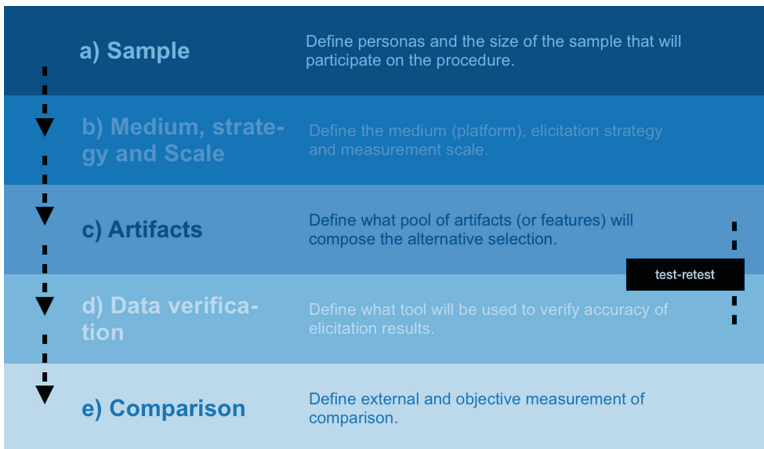 a) Sample
Define personas and the size of the sample that will
participate on the procedure.
b) Medium, strate-
gy and Scale
Define the medium (platform), elicitation strategy
and measurement scale.
c) Artifacts
Define what pool of artifacts (or features) will
compose the alternative selection.
test-retest
d) Data verifica-
tion
Define what tool will be used to verify accuracy of
elicitation results.
e) Comparison
Define external and objective measurement of
comparison.